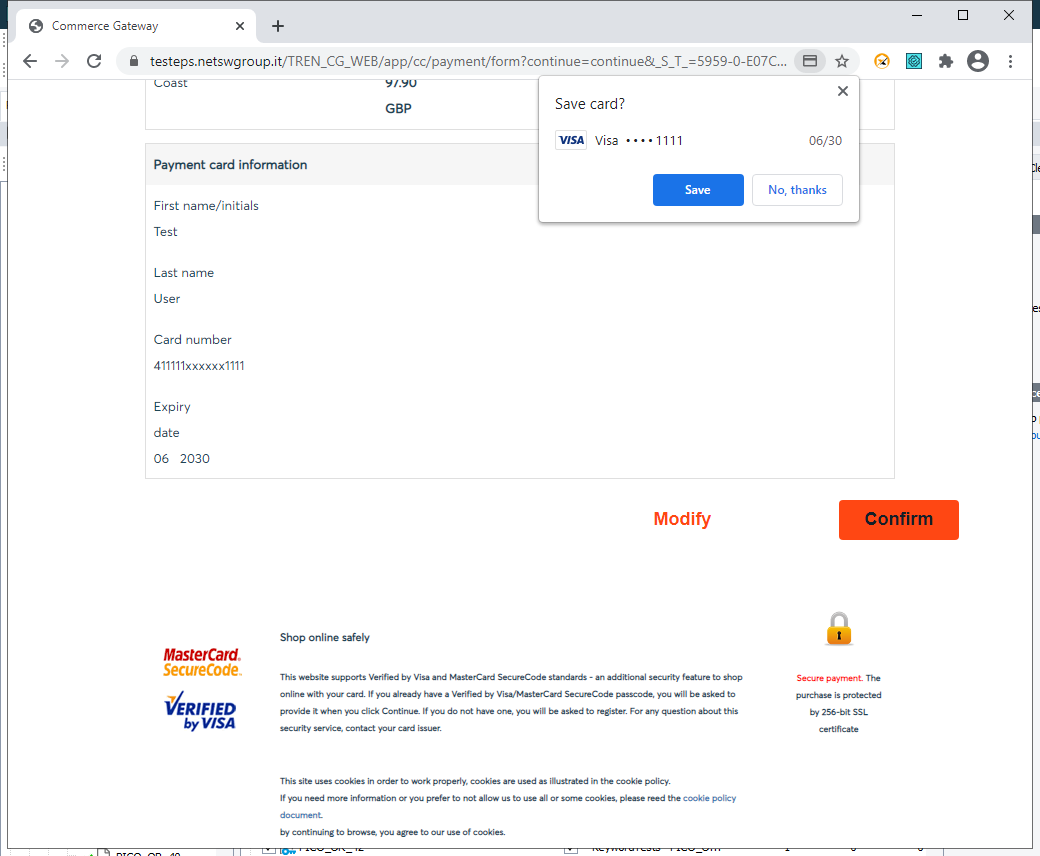 Commerce Gateway
testeps.netswgroup.it/TREN_CG_WEB/app/cc/payment/form?continue=continue&_S_T_=5959-0-E07C...
Coast 97.90
GBP
Save card?
VISA Visa •••• 1111 06/30
Save No, thanks
Payment card information
First name/initials
Test
Last name
User
Card number
411111xxxxxx1111
Expiry
date
06 2030
Modify Confirm
Shop online safely
MasterCard.
SecureCode.
VERIFIED
by VISA
This website supports Verified by Visa and MasterCard SecureCode standards - an additional security feature to shop
online with your card. If you already have a Verified by Visa/MasterCard SecureCode passcode, you will be asked to
provide it when you click Continue. If you do not have one, you will be asked to register. For any question about this
security service, contact your card issuer.
Secure payment. The
purchase is protected
by 256-bit SSL
certificate
This site uses cookies in order to work properly, cookies are used as illustrated in the cookie policy.
If you need more information or you prefer to not allow us to use all or some cookies, please reed the cookie policy
document.
by continuing to browse, you agree to our use of cookies.